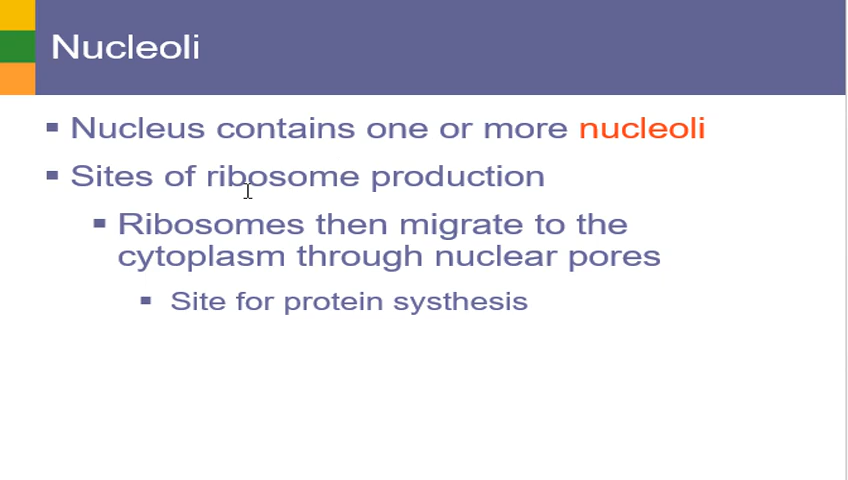 Nucleoli
Nucleus contains one or more nucleoli
Sites of ribosome production
Ribosomes then migrate to the
cytoplasm through nuclear pores
Site for protein systhesis